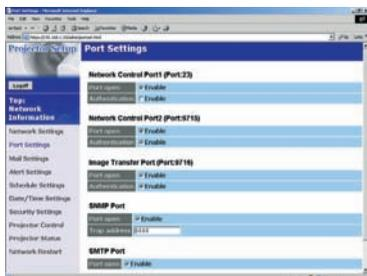 Projector Setup
Port Settings
Logoff
Top:
Network
Information
Network Settings
Port Settings
Mail Settings
Alert Settings
Schedule Settings
Date/Time Settings
Security Settings
Projector Control
Projector Status
Network Restart
Network Control Port1 (Port:23)
Port open Enable
Authentication Enable
Network Control Port2 (Port:9715)
Port open Enable
Authentication Enable
Image Transfer Port (Port:9716)
Port open Enable
Authentication Enable
SNMP Port
Port open Enable
Trap address
SMTP Port
Port open Enable